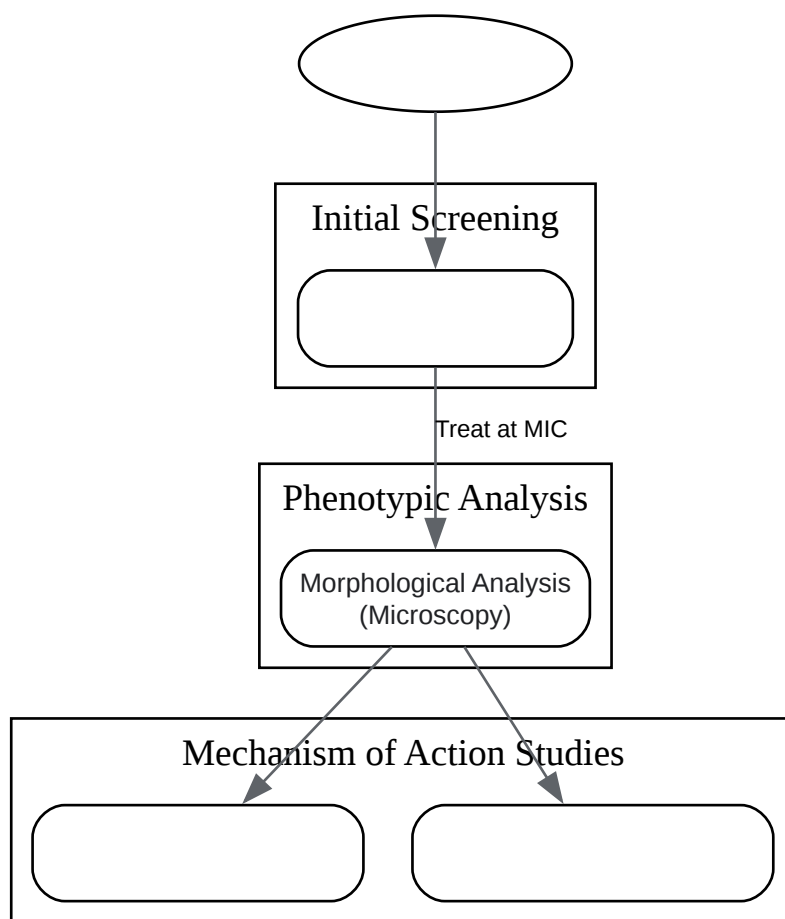 Initial Screening
Treat at MIC
Phenotypic Analysis
Morphological Analysis
(Microscopy)
Mechanism of Action Studies